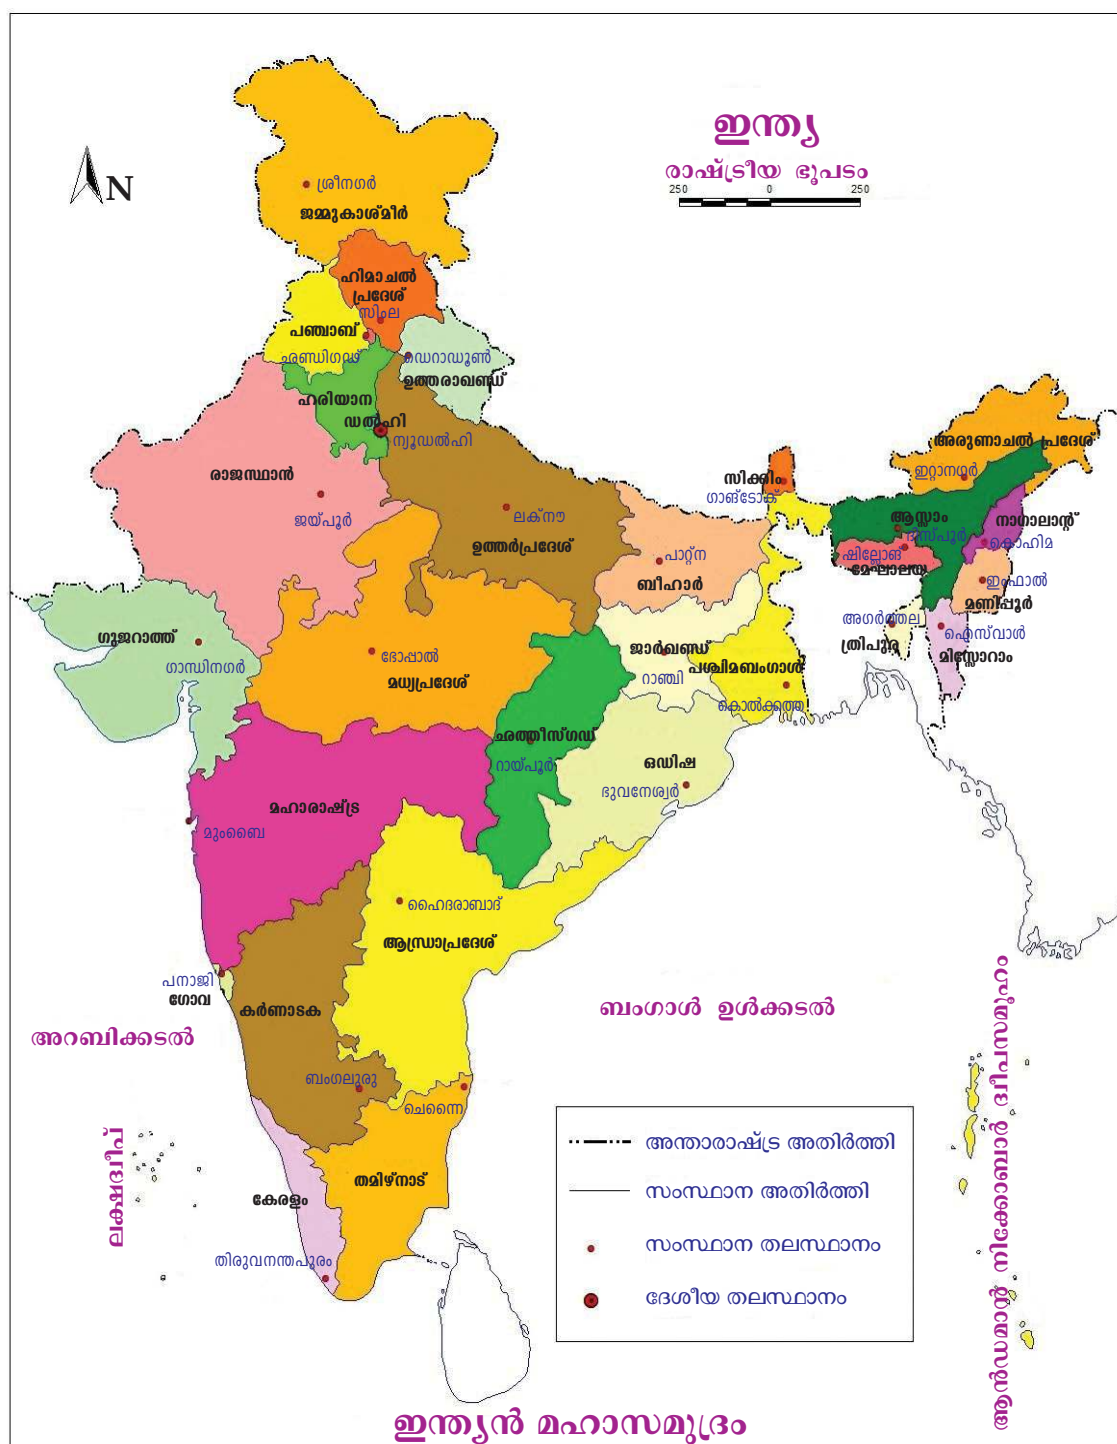 ഇന്ത്യ
രാഷ്ട്രീയ ഭൂപടം
250 0 250
N
ശ്രീനഗർ
ജമ്മുകാശ്മീർ
ഹിമാചൽ
പ്രദേശ്
സിംല
പഞ്ചാബ്
ഛണ്ഡിഗഢ്
ഡെറാഡൂൺ
ഉത്തരാഖണ്ഡ്
ഹരിയാന
ഡൽഹി
ന്യൂഡൽഹി
രാജസ്ഥാൻ
ജയ്പൂർ
ലക്നൗ
ഉത്തർപ്രദേശ്
അരുണാചൽ പ്രദേശ്
ഇറ്റാനഗർ
സിക്കിം
ഗാങ്ടോക്
ആസ്സാം
ദിസ്പൂർ
നാഗാലാന്റ്
കൊഹിമ
ഷില്ലോങ്
മേഘാലയ
ഇംഫാൽ
മണിപ്പൂർ
പാറ്റ്ന
ബീഹാർ
അഗർത്തല
ത്രിപുര
ഐസ്‌വാൾ
മിസ്സോറാം
ഗുജറാത്ത്
ഗാന്ധിനഗർ
ഭോപ്പാൽ
മധ്യപ്രദേശ്
ജാർഖണ്ഡ്
റാഞ്ചി
പശ്ചിമബംഗാൾ
കൊൽക്കത്ത
ഛത്തീസ്ഗഡ്
റായ്പൂർ
ഒഡിഷ
ഭുവനേശ്വർ
മഹാരാഷ്ട്ര
മുംബൈ
ഹൈദരാബാദ്
ആന്ധ്രാപ്രദേശ്
പനാജി
ഗോവ
കർണാടക
അറബിക്കടൽ
ബംഗാൾ ഉൾക്കടൽ
ബംഗലൂരു
ചെന്നൈ
ലക്ഷദ്വീപ്
കേരളം
തമിഴ്നാട്
തിരുവനന്തപുരം
ആൻഡമാന്റ് നിക്കോബാർ ദ്വീപസമൂഹം
അന്താരാഷ്ട്ര അതിർത്തി
സംസ്ഥാന അതിർത്തി
സംസ്ഥാന തലസ്ഥാനം
ദേശീയ തലസ്ഥാനം
ഇന്ത്യൻ മഹാസമുദ്രം